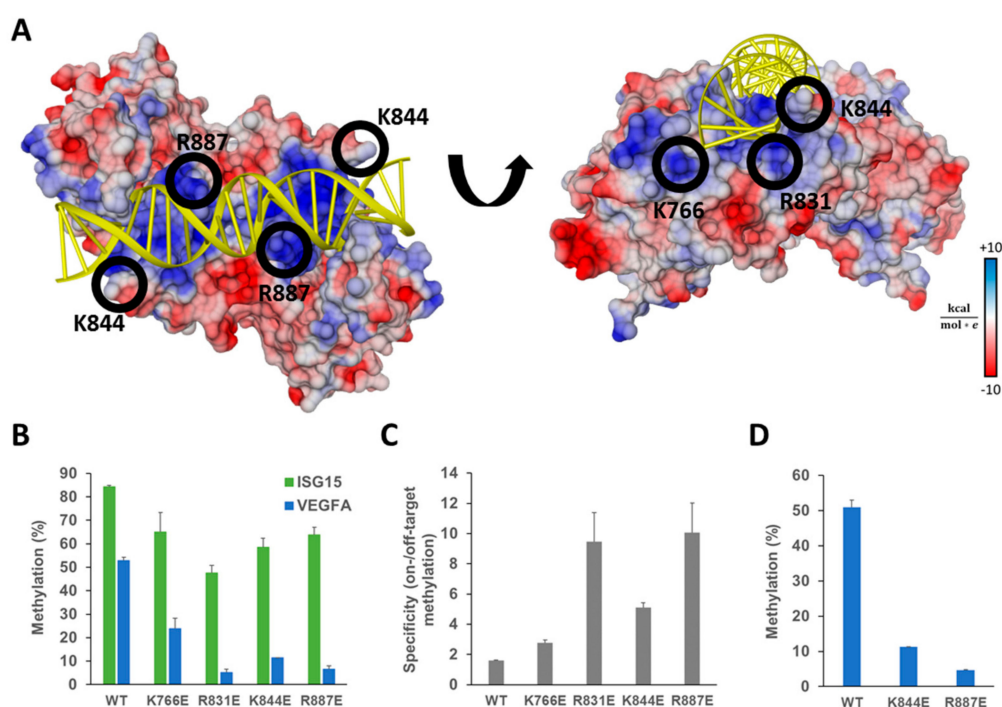 A
K844
R887
R887
K844
K844
K766
R831
+10
kcal
mol * e
-10
B
Methylation (%)
90
80
70
60
50
40
30
20
10
0
ISG15
VEGFA
WT K766E R831E K844E R887E
C
Specificity (on-/off-target
methylation)
14
12
10
8
6
4
2
0
WT K766E R831E K844E R887E
D
Methylation (%)
60
50
40
30
20
10
0
WT K844E R887E